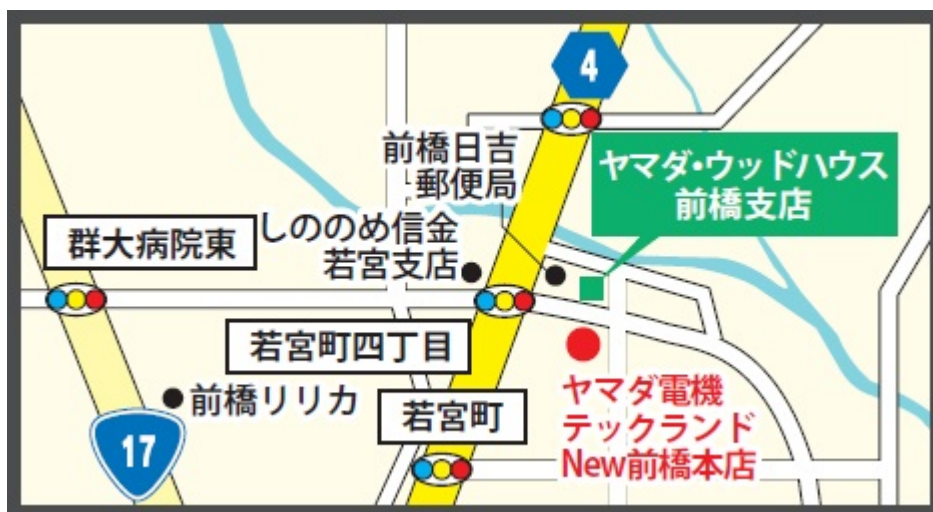 4
前橋日吉
郵便局
ヤマダ・ウッドハウス
前橋支店
しののめ信金
若宮支店
群大病院東
若宮町四丁目
前橋リリカ
若宮町
17
ヤマダ電機
テックランド
New前橋本店